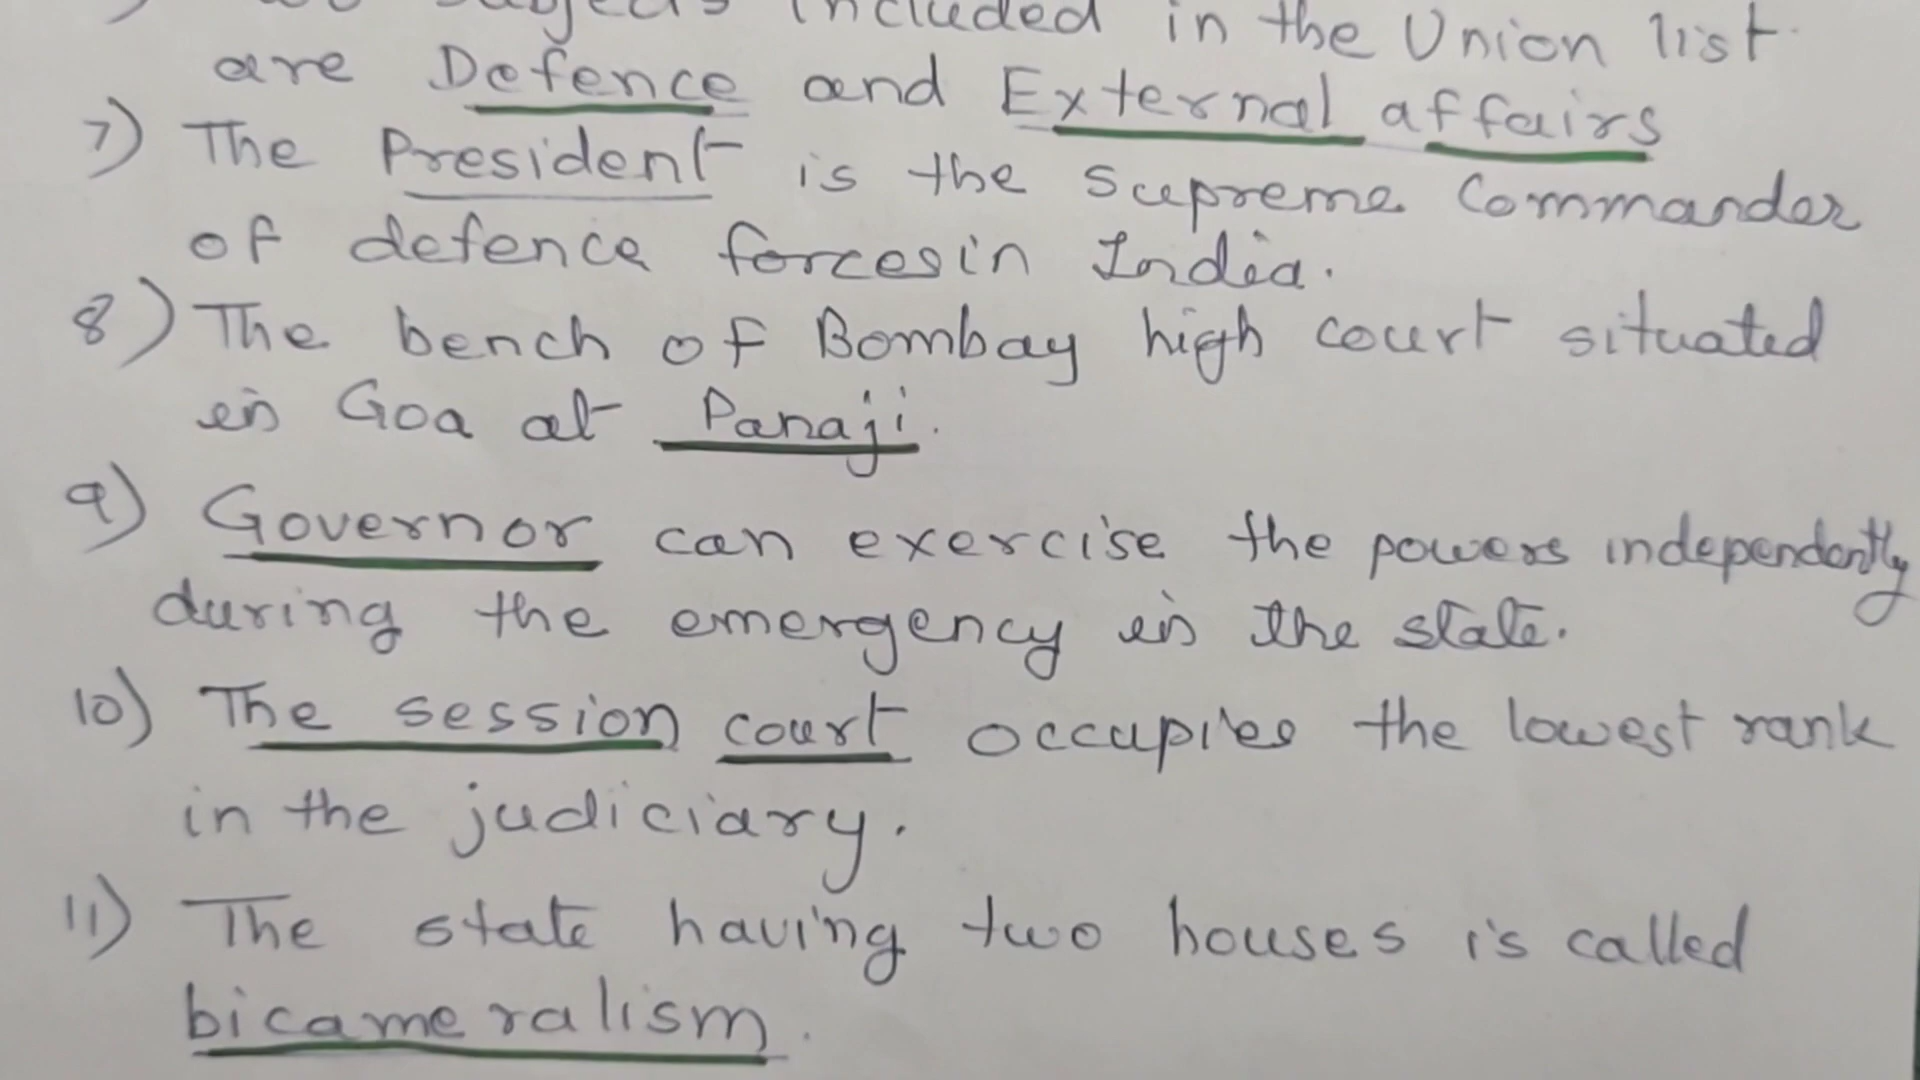 subjects included in the Union list
are Defence and External affairs
7) The President is the Supreme Commander
of defence forces in India.
8) The bench of Bombay high court situated
in Goa at Panaji.
9) Governor can exercise the powers independently
during the emergency in the state.
10) The session court occupies the lowest rank
in the judiciary.
11) The state having two houses is called
bicameralism.